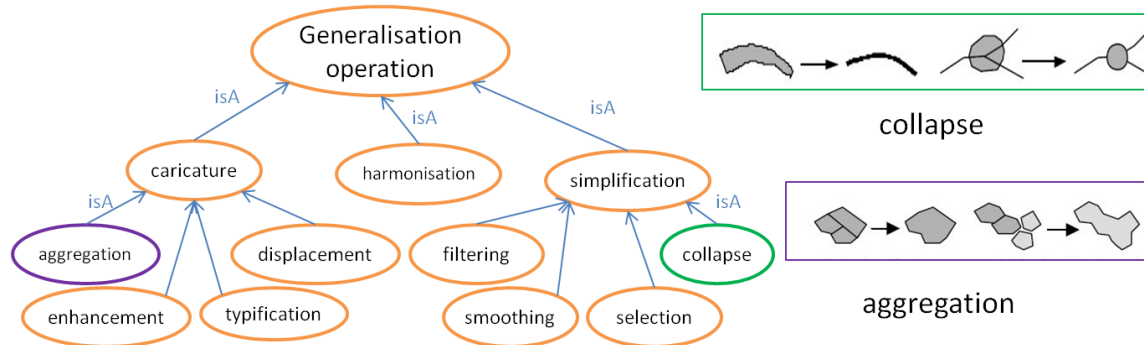 Generalisation
operation
isA
isA
isA
caricature
harmonisation
simplification
isA
isA
aggregation
displacement
filtering
collapse
enhancement
typification
smoothing
selection
collapse
aggregation